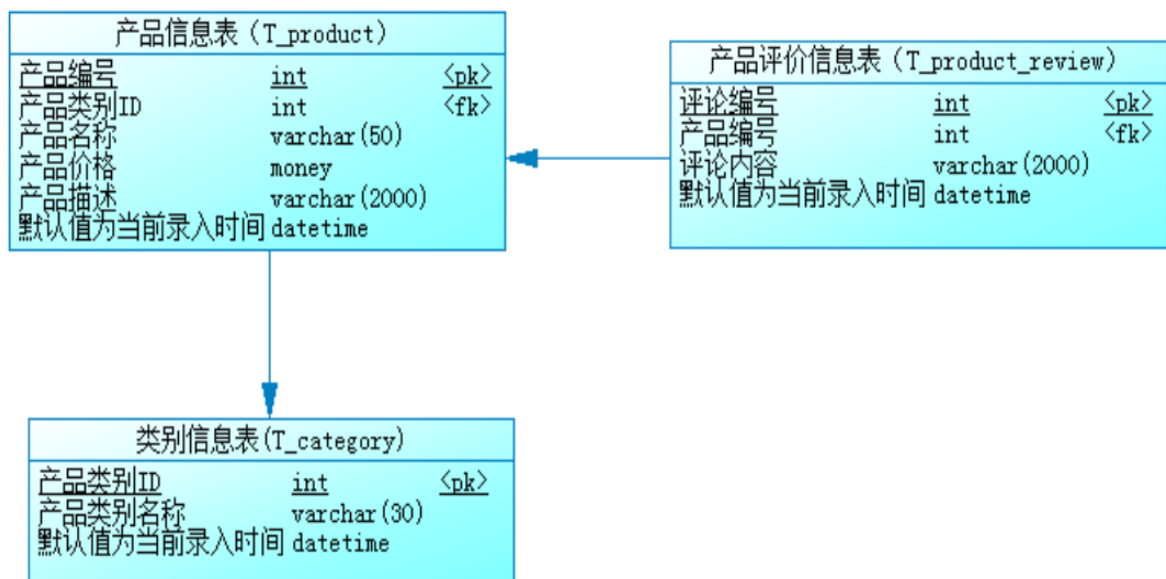 产品信息表（T_product)
产品编号 int <pk>
产品类别ID int <fk>
产品名称 varchar(50)
产品价格 money
产品描述 varchar(2000)
默认值为当前录入时间 datetime
产品评价信息表（T_product_review)
评论编号 int <pk>
产品编号 int <fk>
评论内容 varchar(2000)
默认值为当前录入时间 datetime
类别信息表(T_category)
产品类别ID int <pk>
产品类别名称 varchar(30)
默认值为当前录入时间 datetime